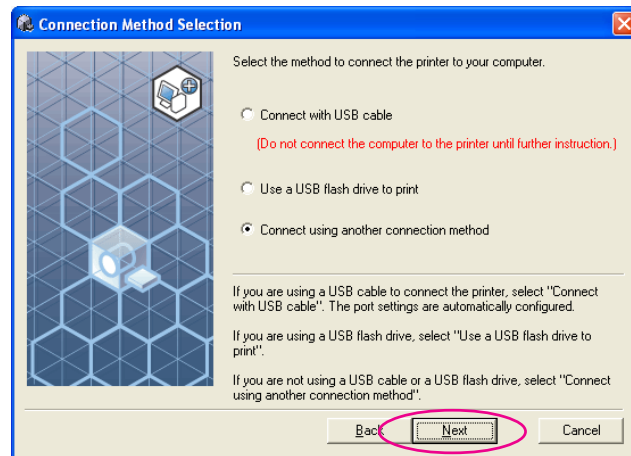 Connection Method Selection
Select the method to connect the printer to your computer.
Connect with USB cable
(Do not connect the computer to the printer until further instruction.)
Use a USB flash drive to print
Connect using another connection method
If you are using a USB cable to connect the printer, select "Connect
with USB cable". The port settings are automatically configured.
If you are using a USB flash drive, select "Use a USB flash drive to
print".
If you are not using a USB cable or a USB flash drive, select "Connect
using another connection method".
Back Next Cancel